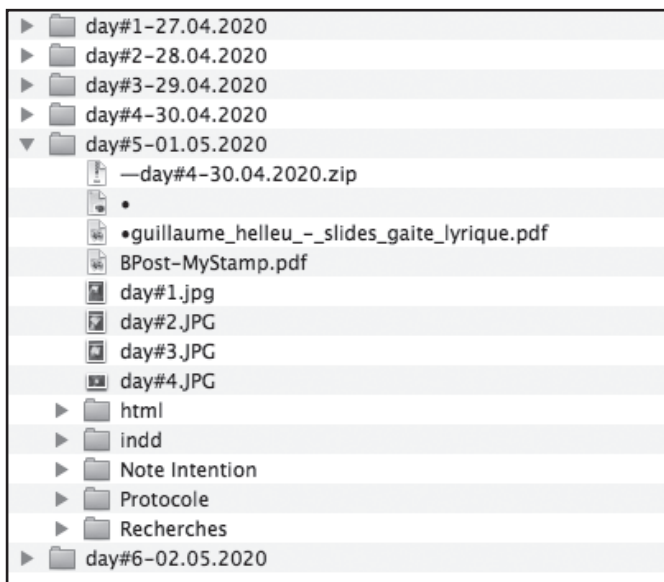 day#1-27.04.2020
day#2-28.04.2020
day#3-29.04.2020
day#4-30.04.2020
day#5-01.05.2020
—day#4-30.04.2020.zip
•
•guillaume_helleu_-_slides_gaite_lyrique.pdf
BPost-MyStamp.pdf
day#1.jpg
day#2.JPG
day#3.JPG
day#4.JPG
html
indd
Note Intention
Protocole
Recherches
day#6-02.05.2020